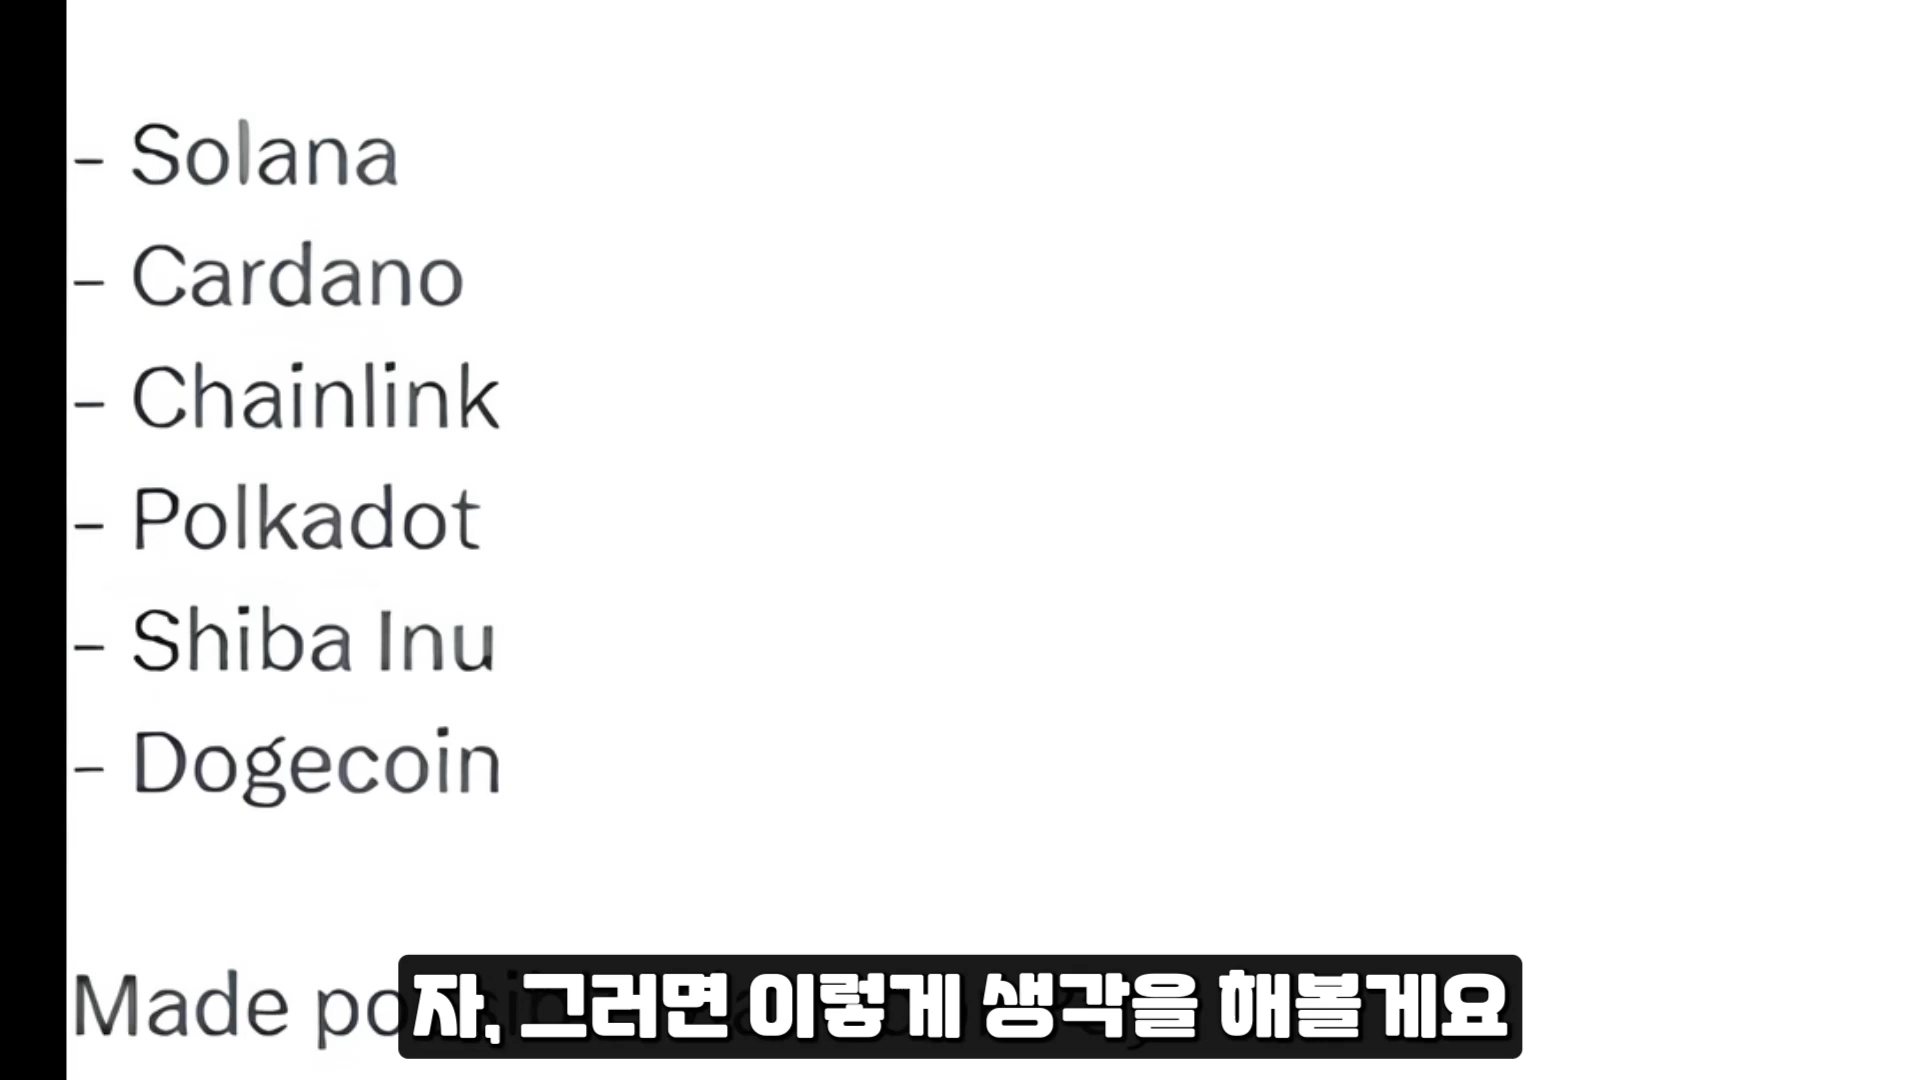 – Solana
– Cardano
– Chainlink
– Polkadot
– Shiba Inu
– Dogecoin
Made
자, 그러면 이렇게 생각을 해볼게요